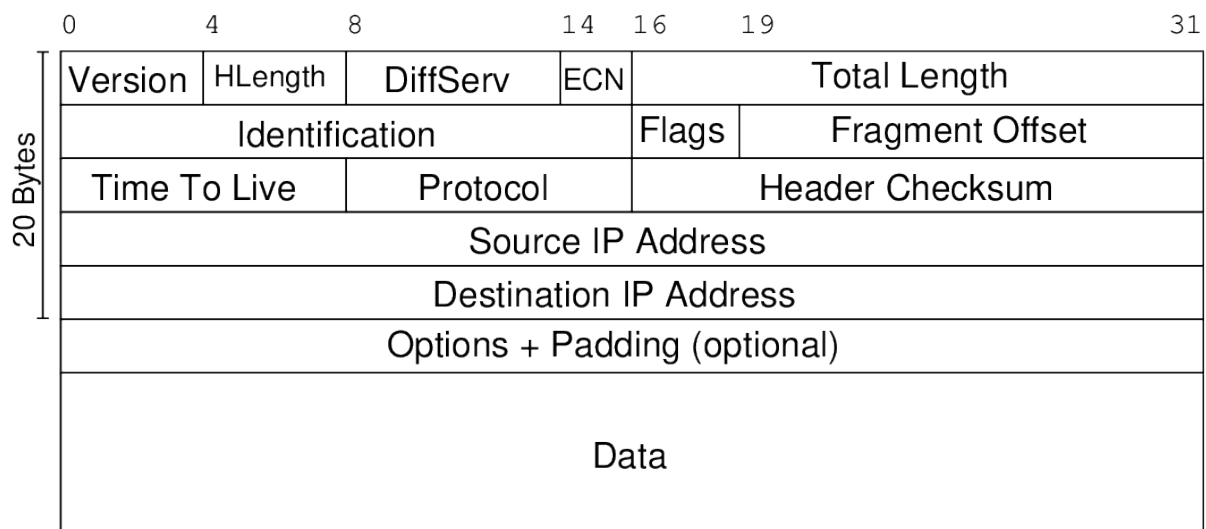 0 4 8 14 16 19 31
Version HLength DiffServ ECN Total Length
Identification Flags Fragment Offset
Time To Live Protocol Header Checksum
Source IP Address
Destination IP Address
Options + Padding (optional)
Data
20 Bytes